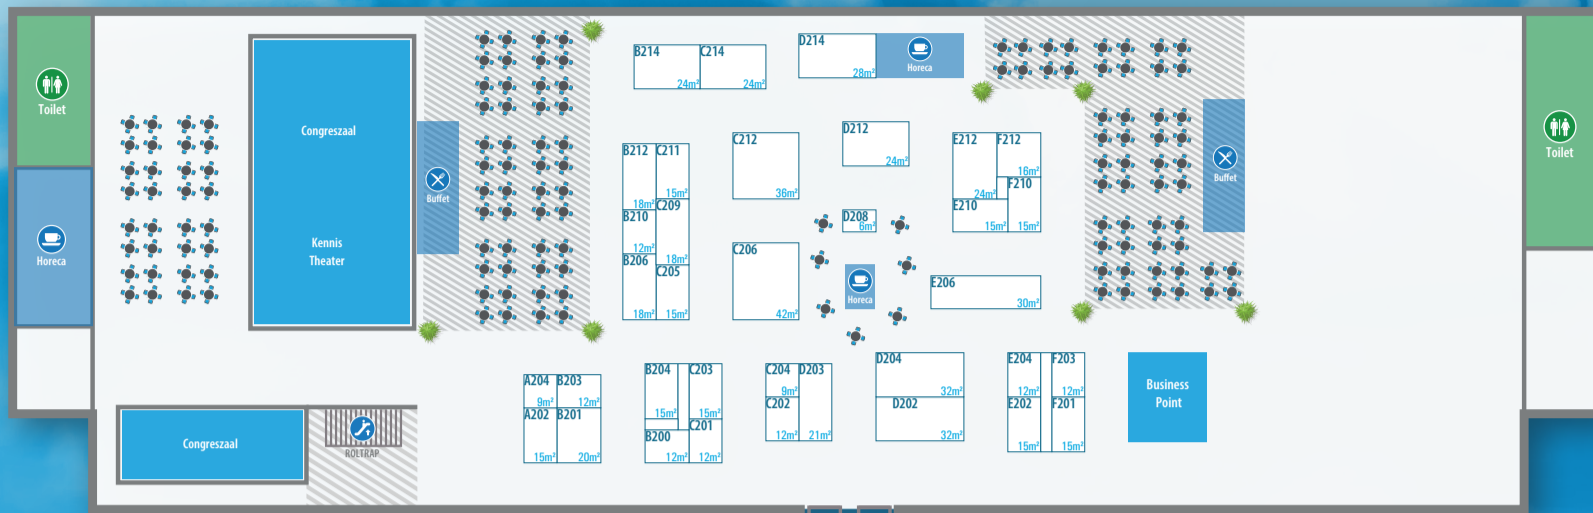 Toilet
Horeca
Congreszaal
Kennis
Theater
Buffet
B214
24m²
C214
24m²
D214
28m²
Horeca
Toilet
Buffet
B212
18m²
C211
15m²
B210
12m²
C209
18m²
B206
18m²
C205
15m²
C212
36m²
C206
42m²
D212
24m²
D208
6m²
Horeca
E212
24m²
F212
16m²
F210
15m²
E210
15m²
E206
30m²
Congreszaal
ROLTRAP
A204
9m²
B203
12m²
A202
15m²
B201
20m²
B204
15m²
C203
15m²
B200
12m²
C201
12m²
C204
9m²
D203
21m²
C202
12m²
D204
32m²
D202
32m²
E204
12m²
F203
12m²
E202
15m²
F201
15m²
Business
Point